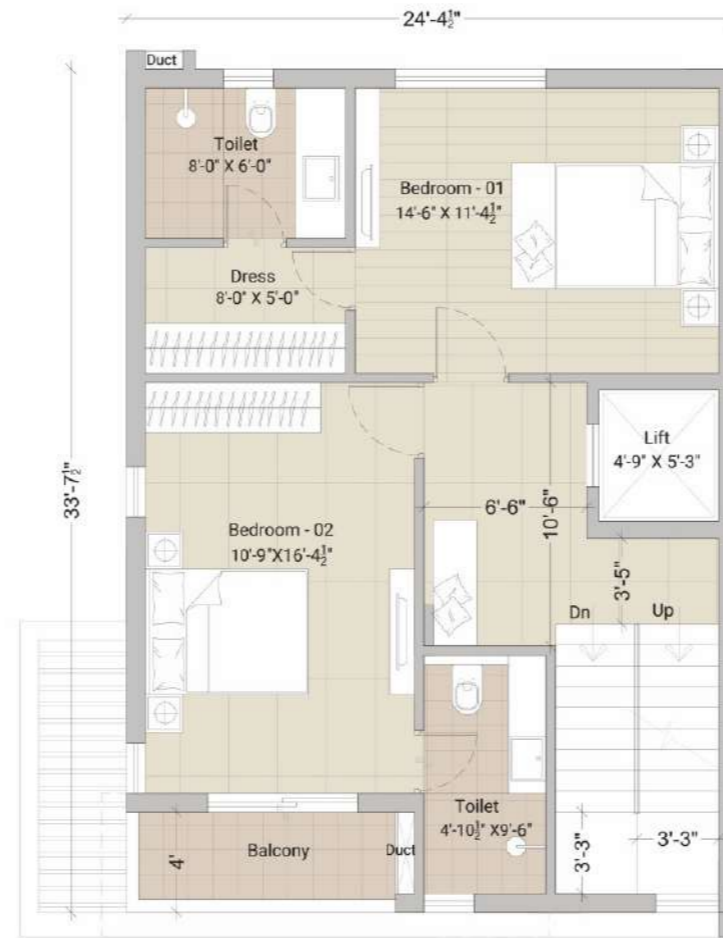 24'-4½"
Duct
Toilet
8'-0" X 6'-0"
Bedroom - 01
14'-6" X 11'-4½"
Dress
8'-0" X 5'-0"
33'-7½"
Lift
4'-9" X 5'-3"
6'-6"
10'-6"
Bedroom - 02
10'-9"X16'-4½"
3'-5"
Dn
Up
Toilet
4'-10½" X9'-6"
4'
Balcony
Duct
3'-3"
3'-3"